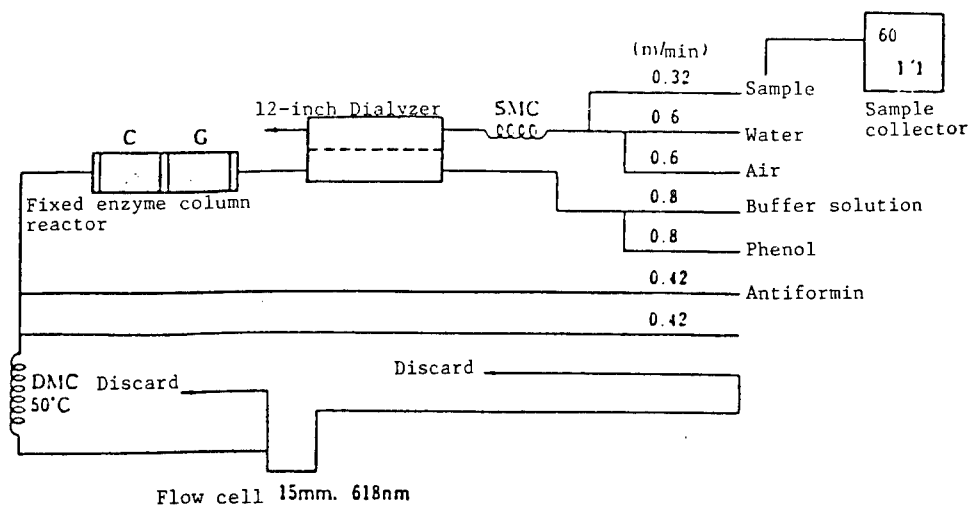 (ml/min)
60
0.32
Sample
12-inch Dialyzer
SMC
Sample
collector
C
G
0 6
Water
0.6
Air
0.8
Buffer solution
Fixed enzyme column
reactor
0.8
Phenol
0.42
Antiformin
0.42
DMC
50°C
Discard
Discard
Flow cell 15mm. 618nm